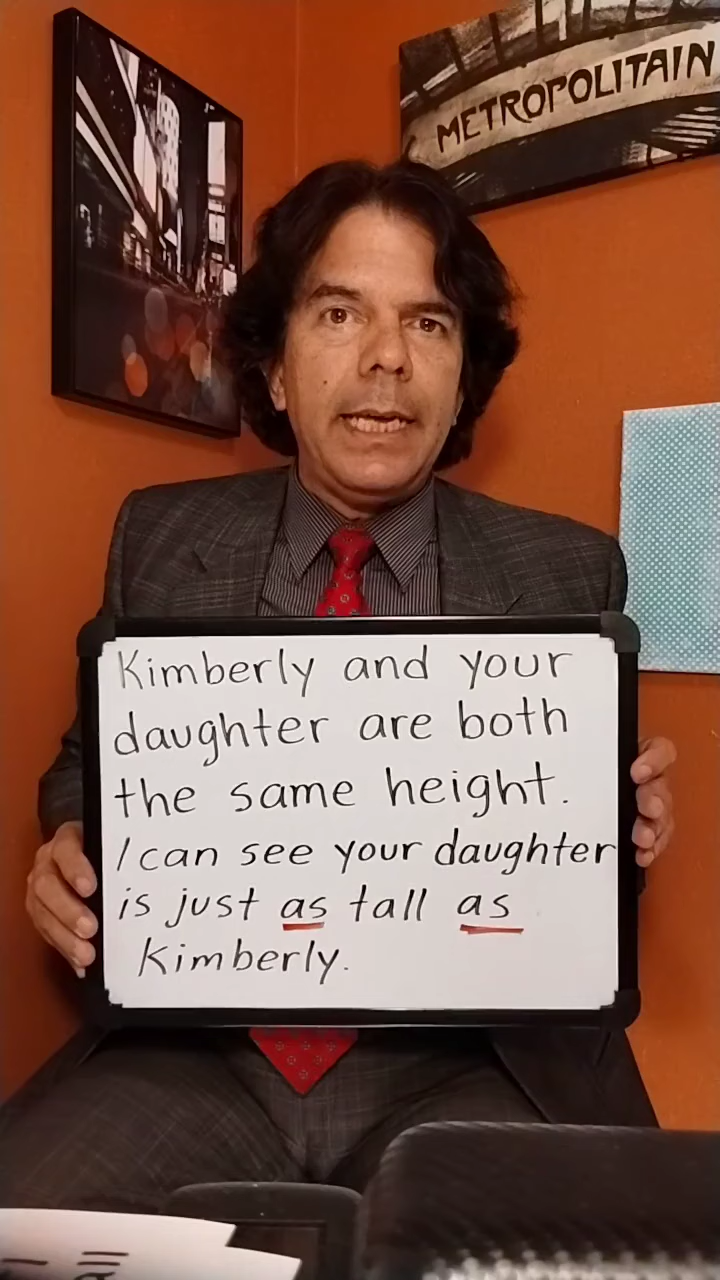 METROPOLITAIN
Kimberly and your
daughter are both
the same height.
I can see your daughter
is just as tall as
Kimberly.